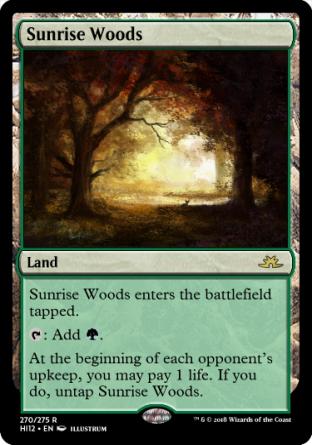 Sunrise Woods
Land
Sunrise Woods enters the battlefield
tapped.
: Add .
At the beginning of each opponent's
upkeep, you may pay 1 life. If you
do, untap Sunrise Woods.
270/275 R
HI12 • EN ILLUSTRUM
™ & © 2018 Wizards of the Coast